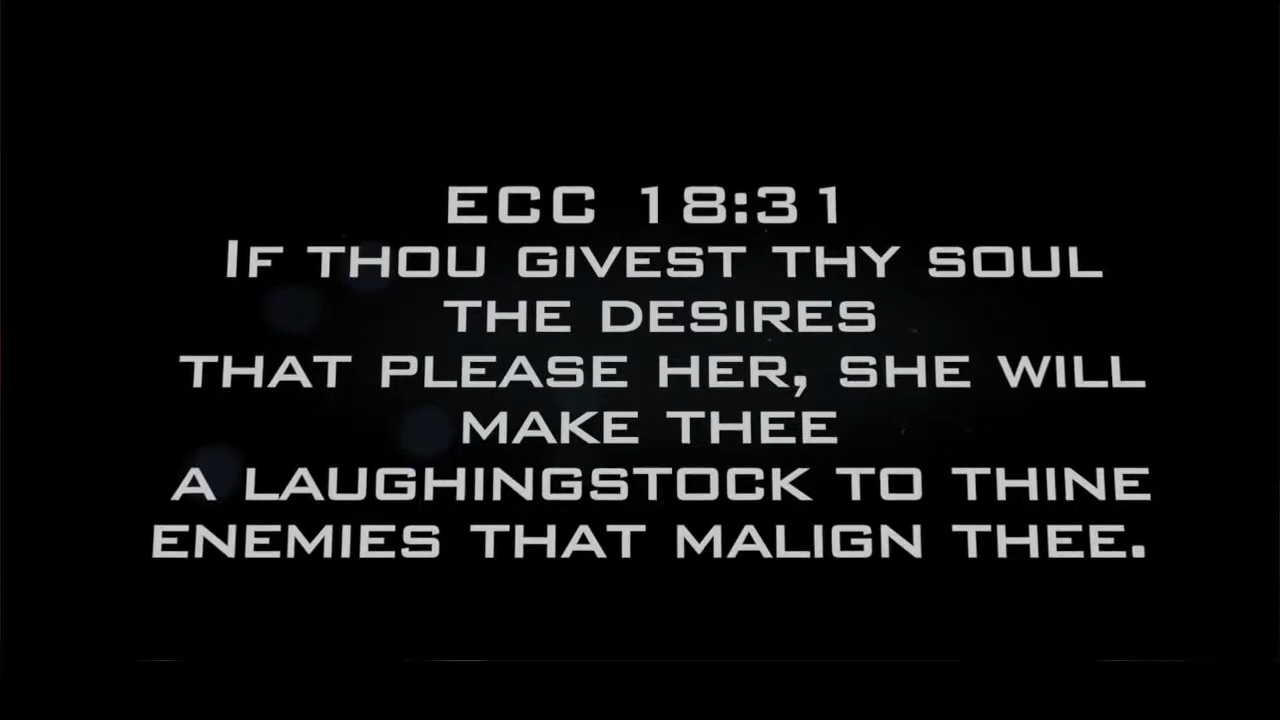 ECC 18:31
If thou givest thy soul
the desires
that please her, she will
make thee
a laughingstock to thine
enemies that malign thee.